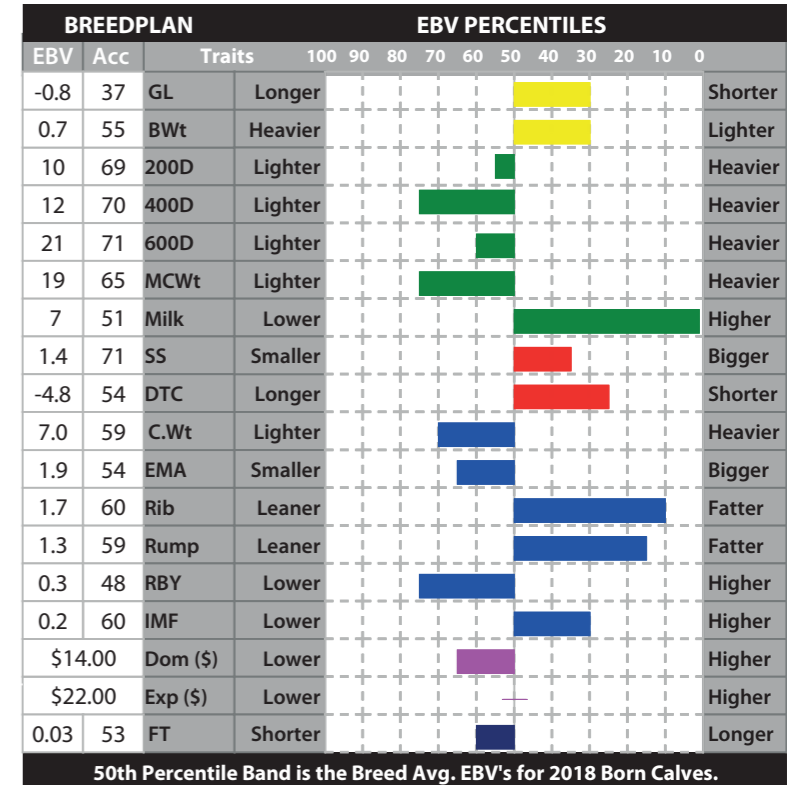 BREEDPLAN EBV PERCENTILES
EBV Acc Traits 100 90 80 70 60 50 40 30 20 10 0
-0.8 37 GL Longer Shorter
0.7 55 BWt Heavier Lighter
10 69 200D Lighter Heavier
12 70 400D Lighter Heavier
21 71 600D Lighter Heavier
19 65 MCWt Lighter Heavier
7 51 Milk Lower Higher
1.4 71 SS Smaller Bigger
-4.8 54 DTC Longer Shorter
7.0 59 C.Wt Lighter Heavier
1.9 54 EMA Smaller Bigger
1.7 60 Rib Leaner Fatter
1.3 59 Rump Leaner Fatter
0.3 48 RBY Lower Higher
0.2 60 IMF Lower Higher
$14.00 Dom ($) Lower Higher
$22.00 Exp ($) Lower Higher
0.03 53 FT Shorter Longer
50th Percentile Band is the Breed Avg. EBV's for 2018 Born Calves.